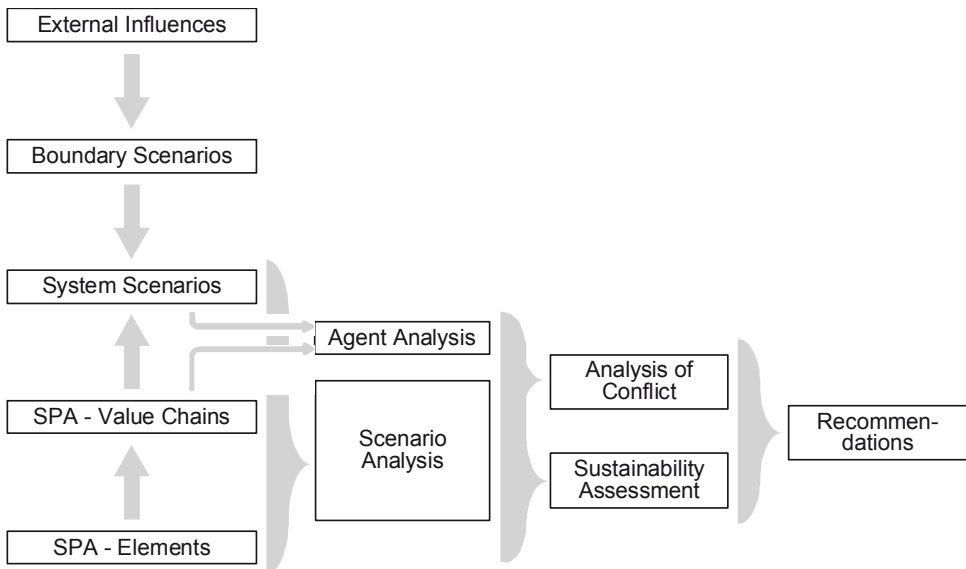 External Influences
Boundary Scenarios
System Scenarios
Agent Analysis
Analysis of
Conflict
SPA - Value Chains
Scenario
Analysis
Recommen-
dations
Sustainability
Assessment
SPA - Elements